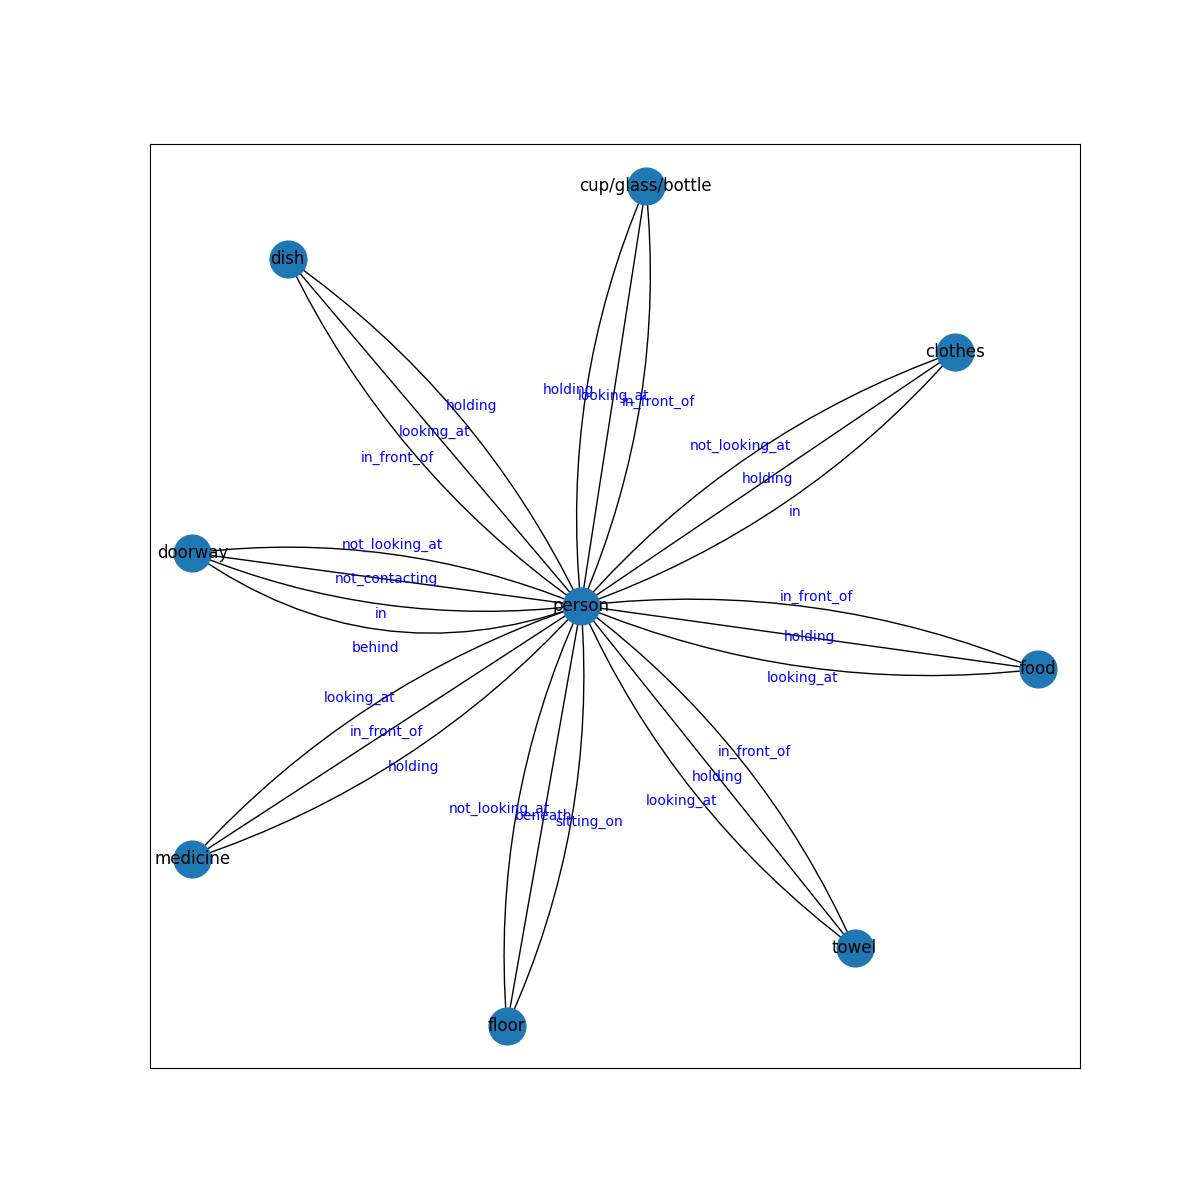 cup/glass/bottle
dish
clothes
holding
looking_at
in_front_of
holding
looking_at
in_front_of
not_looking_at
holding
in
doorway
not_looking_at
not_contacting
in
behind
person
in_front_of
holding
looking_at
food
looking_at
in_front_of
holding
in_front_of
holding
looking_at
not_looking_at
beneath
sitting_on
medicine
towel
floor